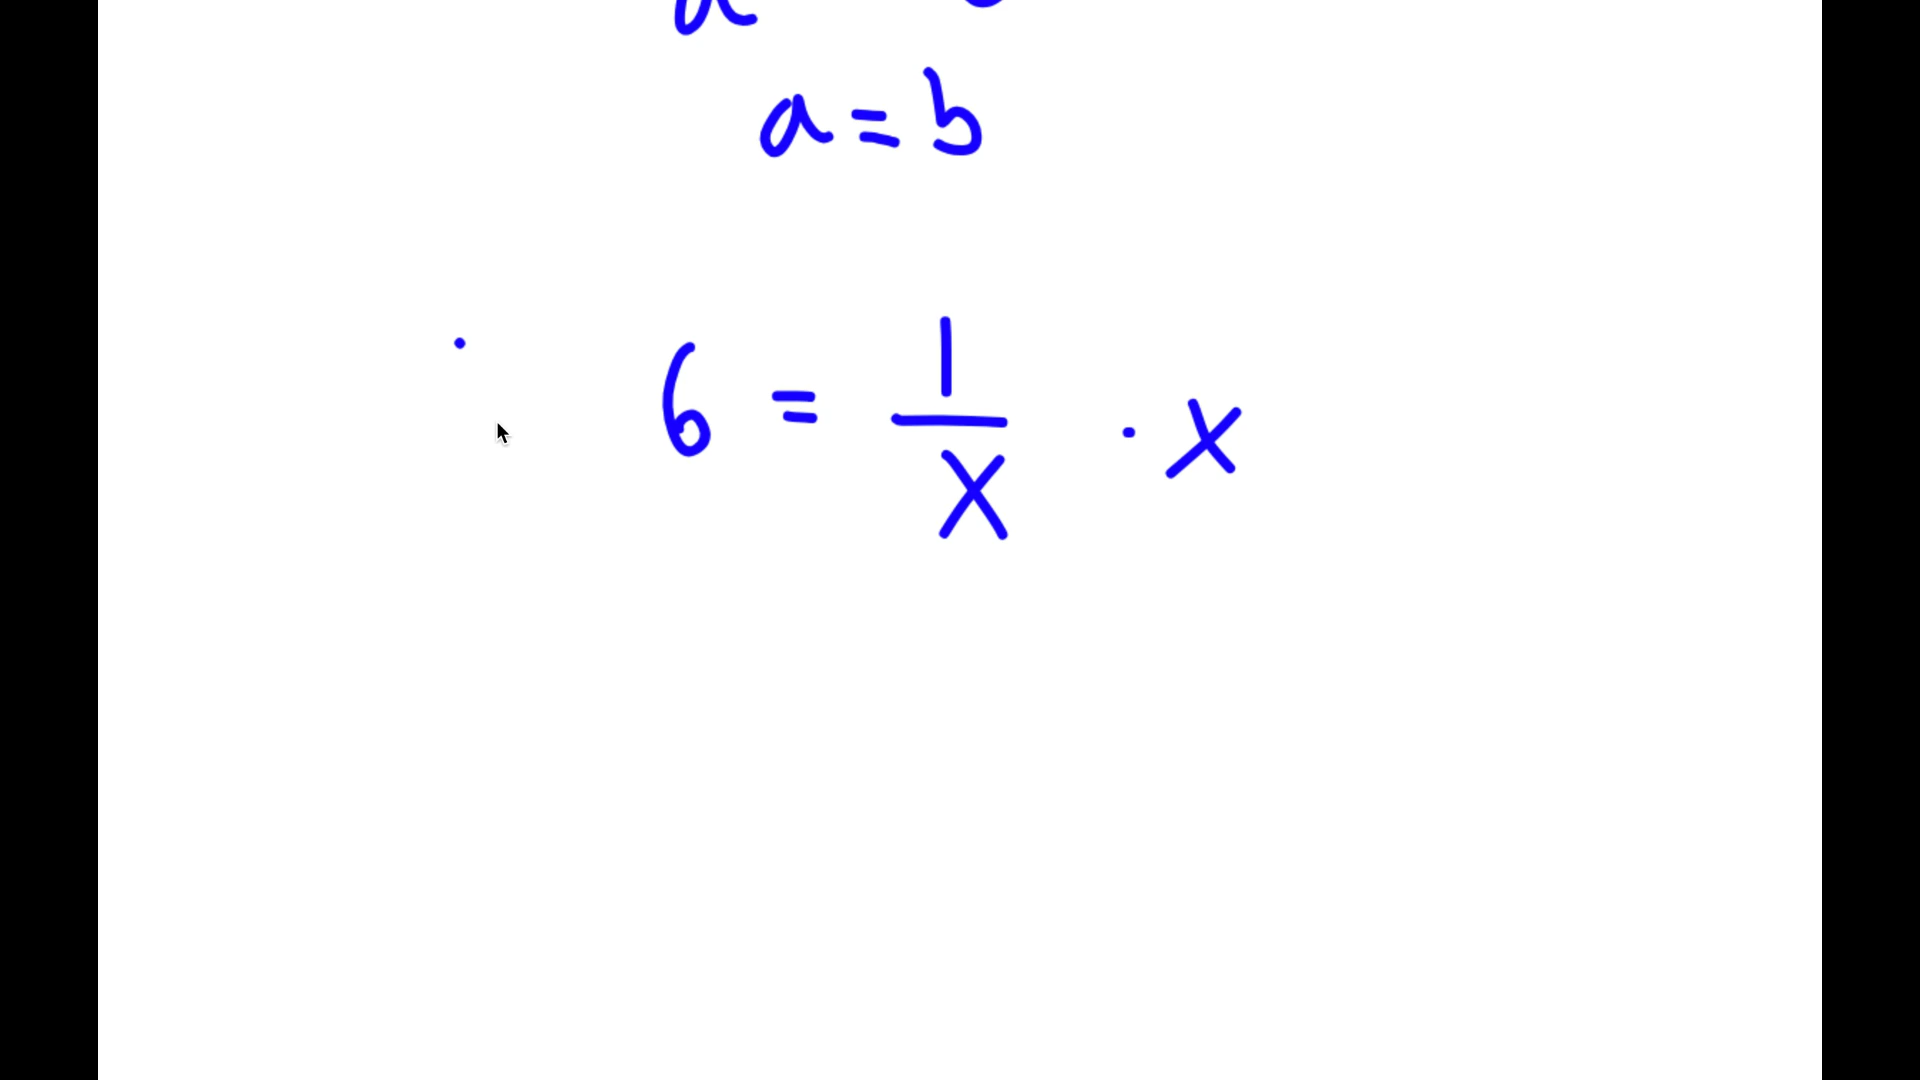 a = b
6 = 1/x · x